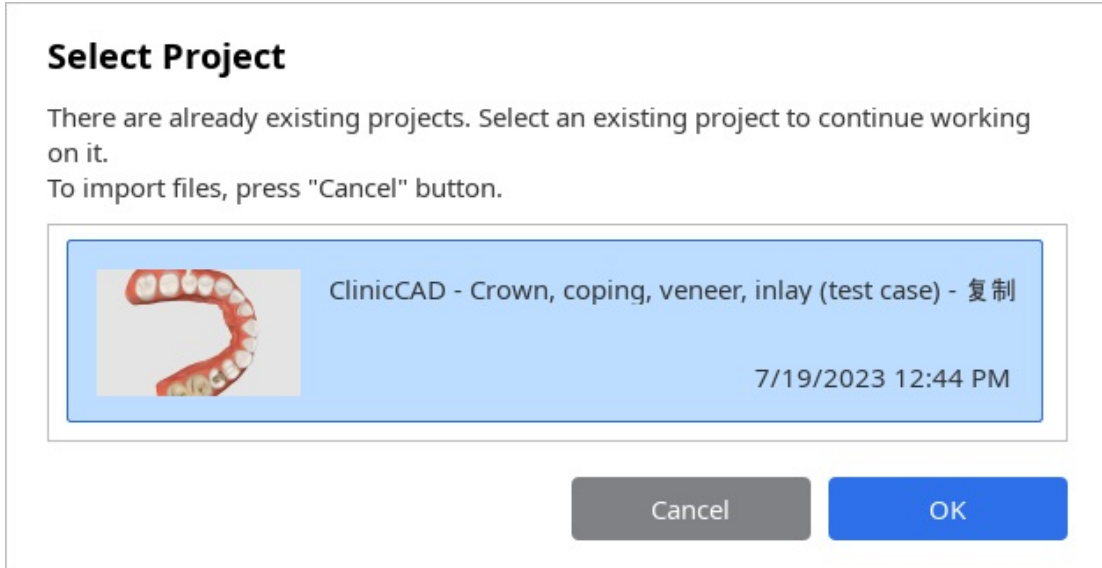 Select Project
There are already existing projects. Select an existing project to continue working
on it.
To import files, press "Cancel" button.
ClinicCAD - Crown, coping, veneer, inlay (test case) - 复制
7/19/2023 12:44 PM
Cancel
OK